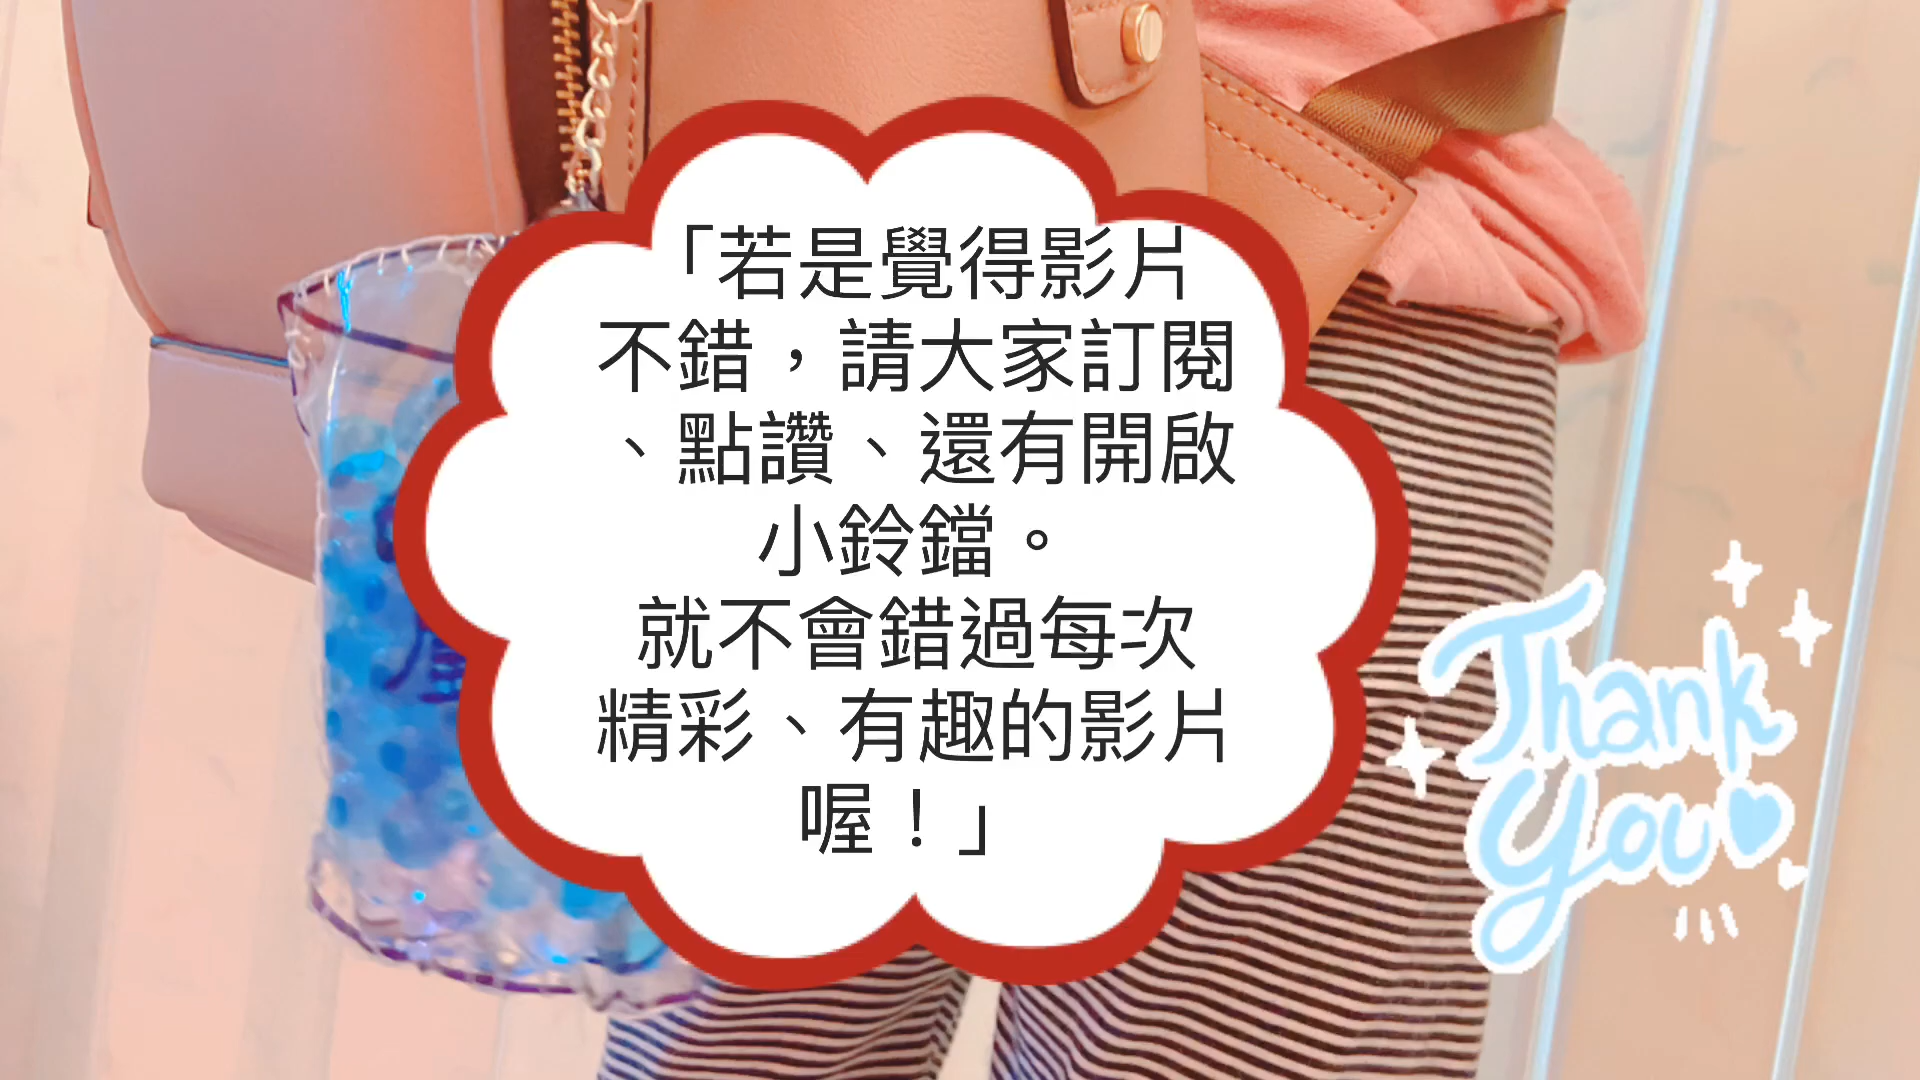 「若是覺得影片
不錯，請大家訂閱
、點讚、還有開啟
小鈴鐺。
就不會錯過每次
精彩、有趣的影片
喔！」
Thank
You